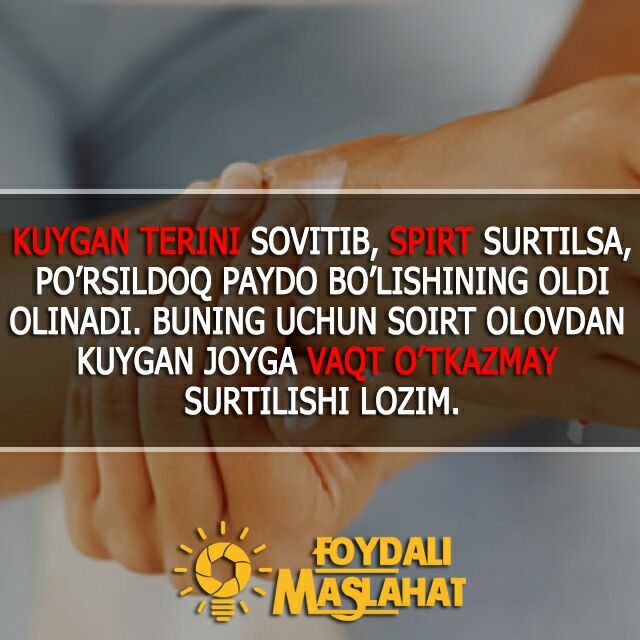 KUYGAN TERINI SOVITIB, SPIRT SURTILSA,
PO’RSILDOQ PAYDO BO’LISHINING OLDI
OLINADI. BUNING UCHUN SOIRT OLOVDAN
KUYGAN JOYGA VAQT O’TKAZMAY
SURTILISHI LOZIM.
FOYDALI
MASLAHAT